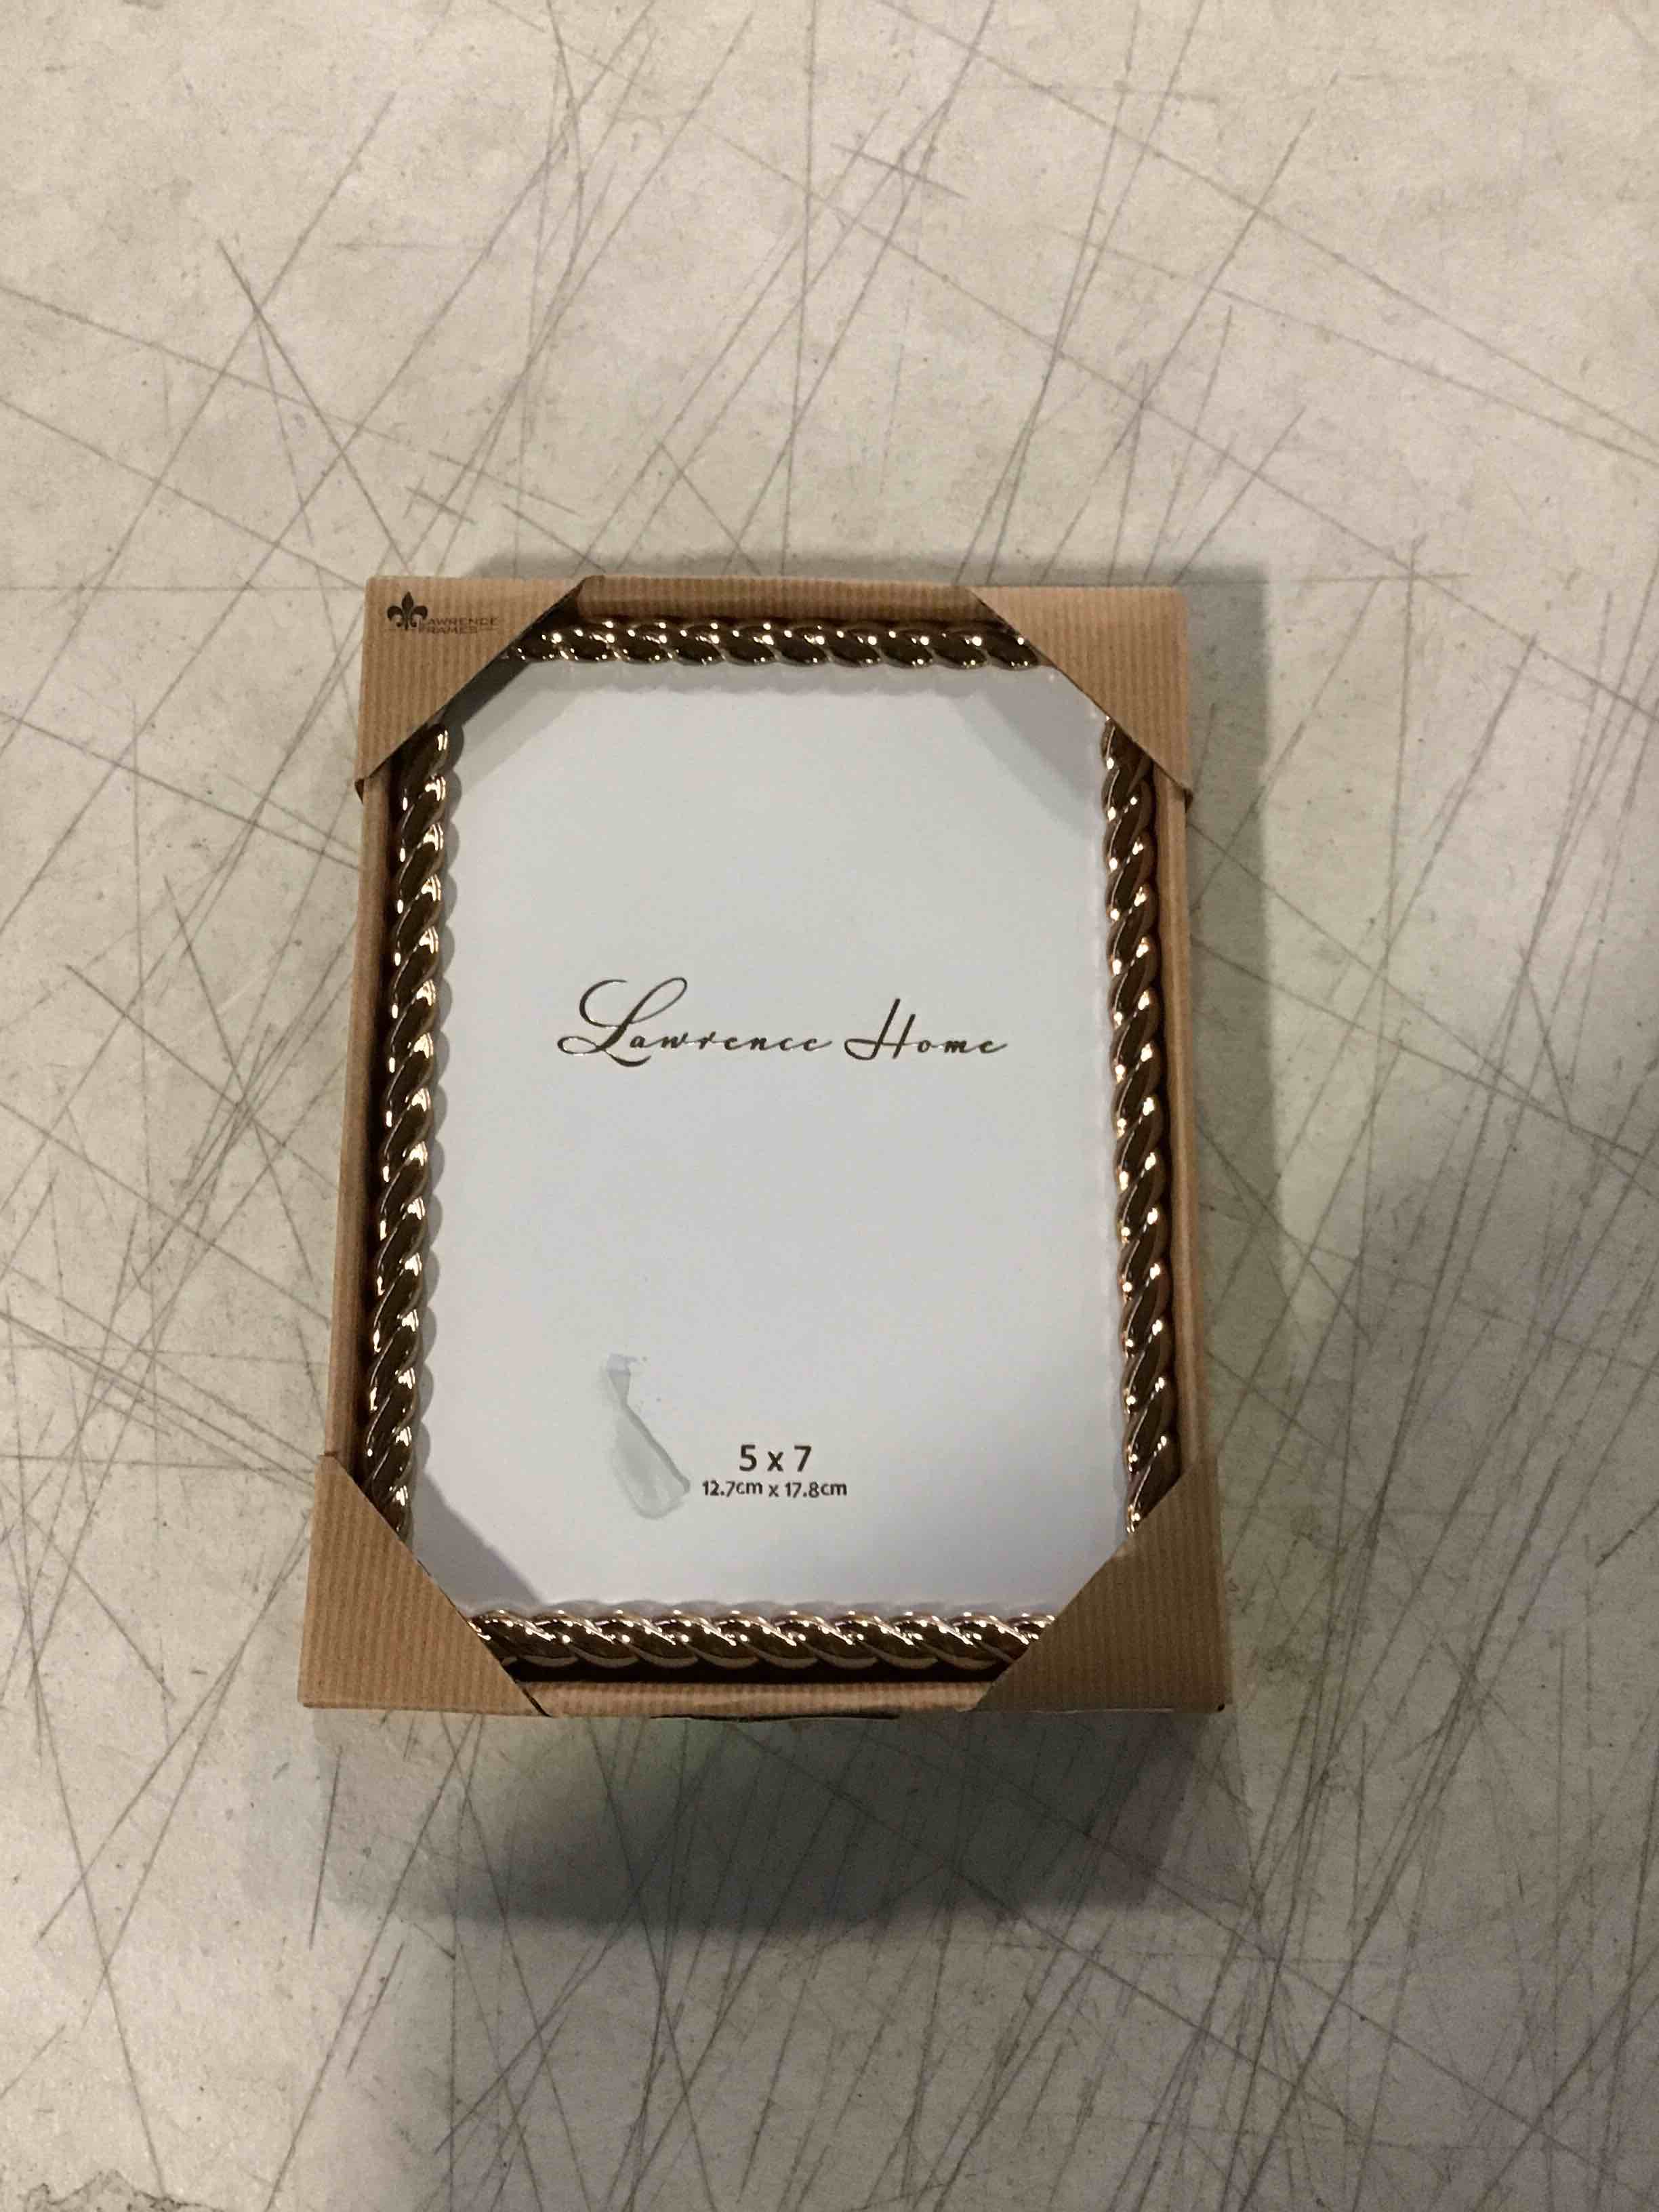 LAWRENCE
FRAMES
Lawrence Home
5 x 7
12.7cm x 17.8cm